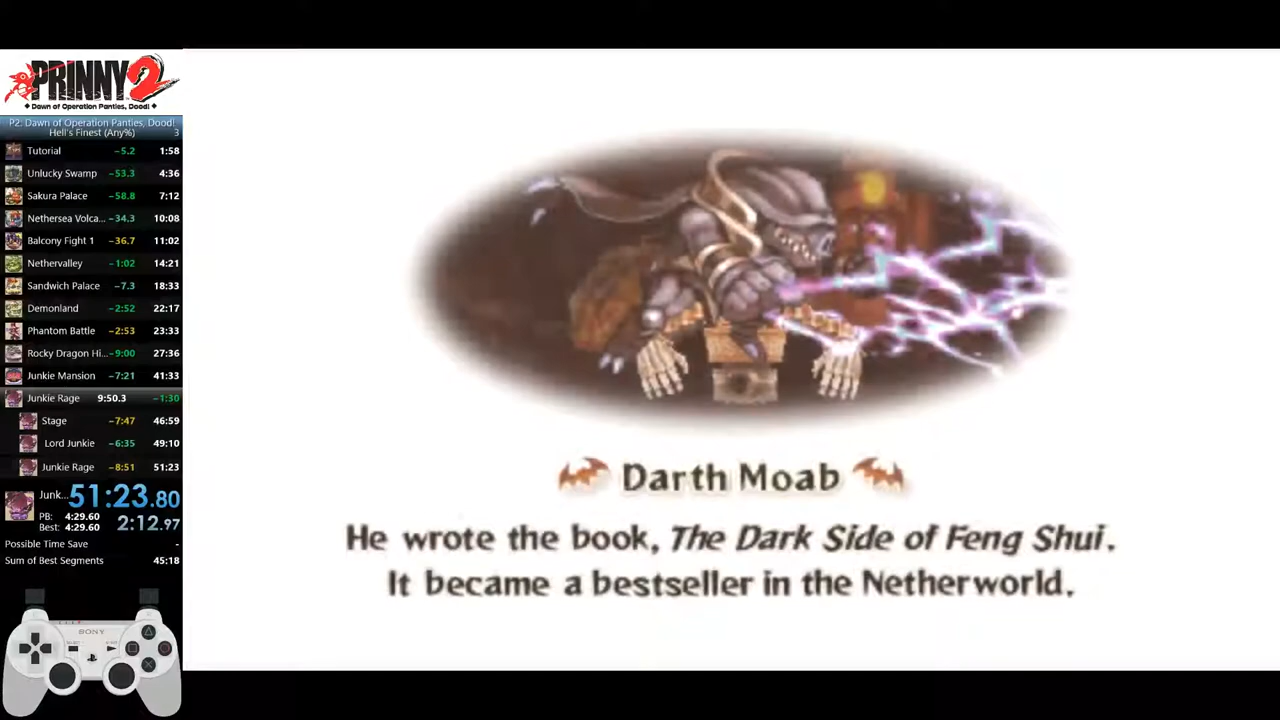 PRINNY 2
Dawn of Operation Panties, Dood!
P2: Dawn of Operation Panties, Dood!
Hell's Finest (Any%) 3
Tutorial -5.2 1:58
Unlucky Swamp -53.3 4:36
Sakura Palace -58.8 7:12
Nethersea Volca... -34.3 10:08
Balcony Fight 1 -36.7 11:02
Nethervalley -1:02 14:21
Sandwich Palace -7.3 18:33
Demonland -2:52 22:17
Phantom Battle -2:53 23:33
Rocky Dragon Hi... -9:00 27:36
Junkie Mansion -7:21 41:33
Junkie Rage 9:50.3 -1:30
Stage -7:47 46:59
Lord Junkie -6:35 49:10
Junkie Rage -8:51 51:23
Junk... 51:23.80
PB: 4:29.60
Best: 4:29.60 2:12.97
Possible Time Save -
Sum of Best Segments 45:18
SONY
Darth Moab
He wrote the book, The Dark Side of Feng Shui.
It became a bestseller in the Netherworld.